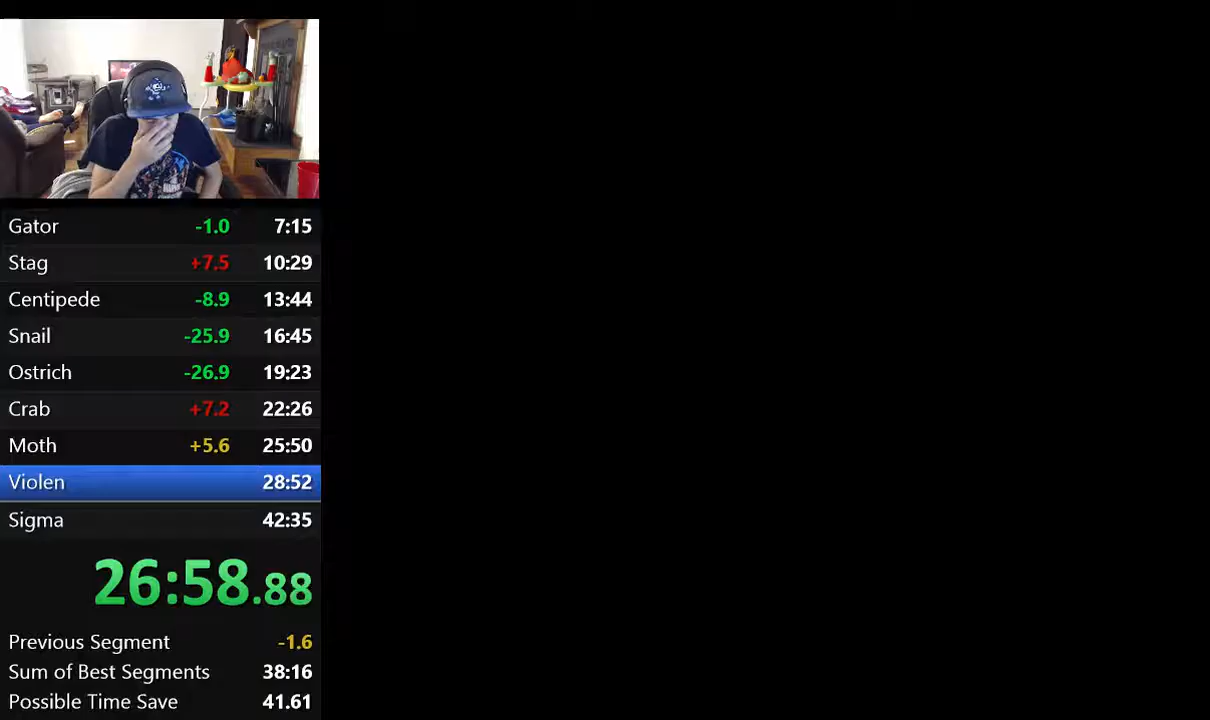 Gator -1.0 7:15
Stag +7.5 10:29
Centipede -8.9 13:44
Snail -25.9 16:45
Ostrich -26.9 19:23
Crab +7.2 22:26
Moth +5.6 25:50
Violen 28:52
Sigma 42:35
26:58.88
Previous Segment -1.6
Sum of Best Segments 38:16
Possible Time Save 41.61